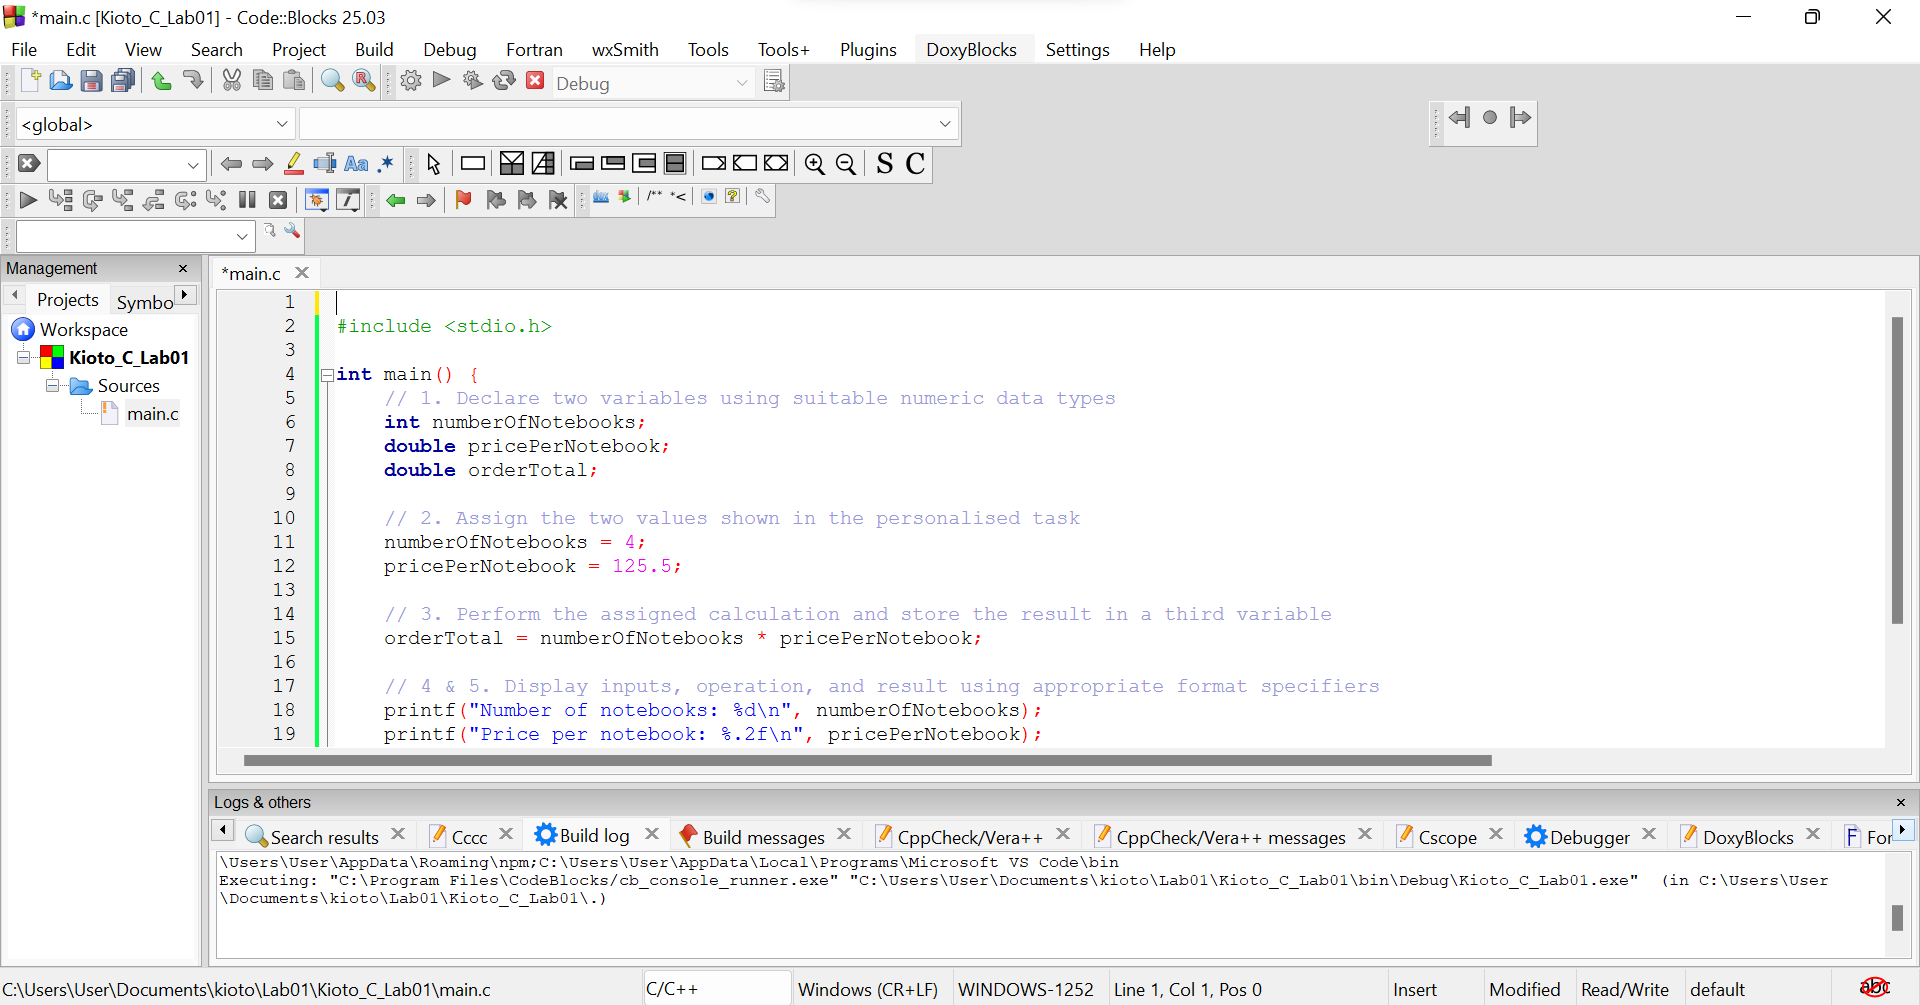 *main.c [Kioto_C_Lab01] - Code::Blocks 25.03
File Edit View Search Project Build Debug Fortran wxSmith Tools Tools+ Plugins DoxyBlocks Settings Help
Debug
<global>
Aa .* S C
/** *<
Management
Projects Symbo
Workspace
Kioto_C_Lab01
Sources
main.c
*main.c
1
2 #include <stdio.h>
3
4 int main() {
5 // 1. Declare two variables using suitable numeric data types
6 int numberOfNotebooks;
7 double pricePerNotebook;
8 double orderTotal;
9
10 // 2. Assign the two values shown in the personalised task
11 numberOfNotebooks = 4;
12 pricePerNotebook = 125.5;
13
14 // 3. Perform the assigned calculation and store the result in a third variable
15 orderTotal = numberOfNotebooks * pricePerNotebook;
16
17 // 4 & 5. Display inputs, operation, and result using appropriate format specifiers
18 printf("Number of notebooks: %d\n", numberOfNotebooks);
19 printf("Price per notebook: %.2f\n", pricePerNotebook);
Logs & others
Search results Cccc Build log Build messages CppCheck/Vera++ CppCheck/Vera++ messages Cscope Debugger DoxyBlocks For
\Users\User\AppData\Roaming\npm;C:\Users\User\AppData\Local\Programs\Microsoft VS Code\bin
Executing: "C:\Program Files\CodeBlocks/cb_console_runner.exe" "C:\Users\User\Documents\kioto\Lab01\Kioto_C_Lab01\bin\Debug\Kioto_C_Lab01.exe" (in C:\Users\User
\Documents\kioto\Lab01\Kioto_C_Lab01\.)
C:\Users\User\Documents\kioto\Lab01\Kioto_C_Lab01\main.c C/C++ Windows (CR+LF) WINDOWS-1252 Line 1, Col 1, Pos 0 Insert Modified Read/Write default abc